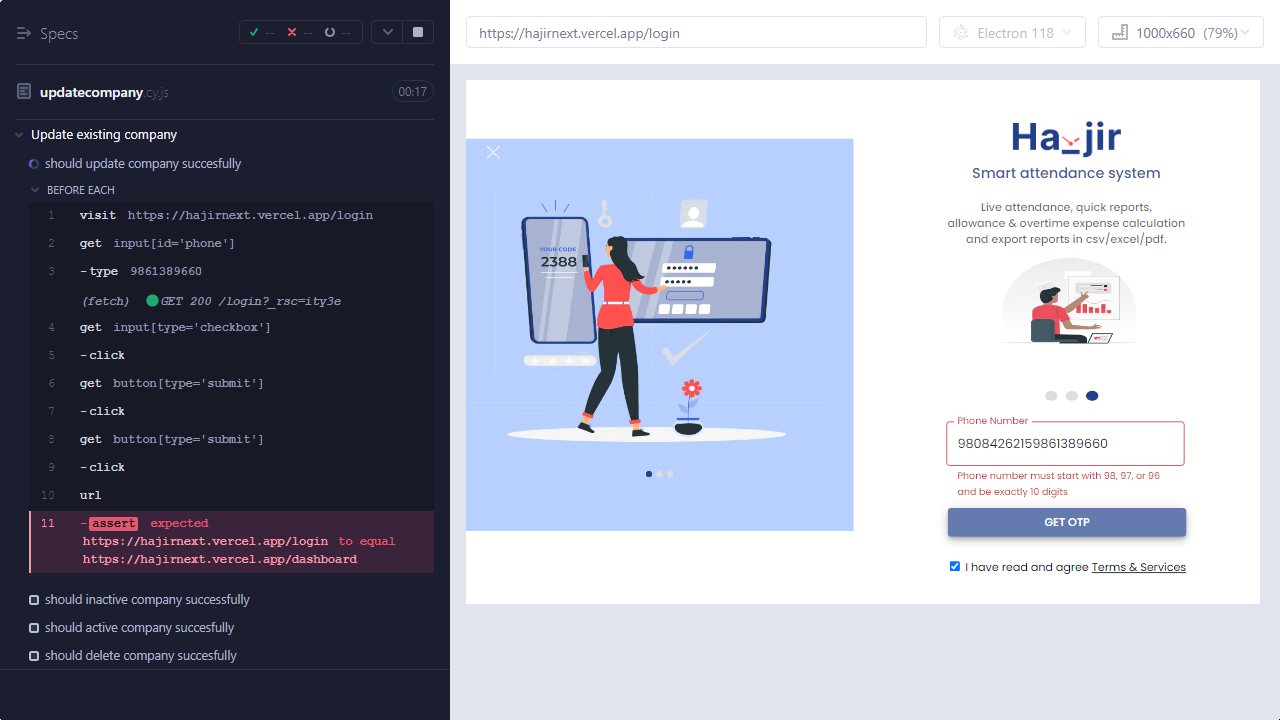 Specs
--
--
--
updatecompany.cy.js
00:17
Update existing company
should update company succesfully
BEFORE EACH
1 visit https://hajirnext.vercel.app/login
2 get input[id='phone']
3 -type 9861389660
(fetch) GET 200 /login?_rsc=ity3e
4 get input[type='checkbox']
5 -click
6 get button[type='submit']
7 -click
8 get button[type='submit']
9 -click
10 url
11 -assert expected
https://hajirnext.vercel.app/login to equal
https://hajirnext.vercel.app/dashboard
should inactive company successfully
should active company succesfully
should delete company succesfully
https://hajirnext.vercel.app/login
Electron 118
1000x660 (79%)
YOUR CODE
2388
Ha_jir
Smart attendance system
Live attendance, quick reports,
allowance & overtime expense calculation
and export reports in csv/excel/pdf.
Phone Number
98084262159861389660
Phone number must start with 98, 97, or 96
and be exactly 10 digits
GET OTP
I have read and agree Terms & Services